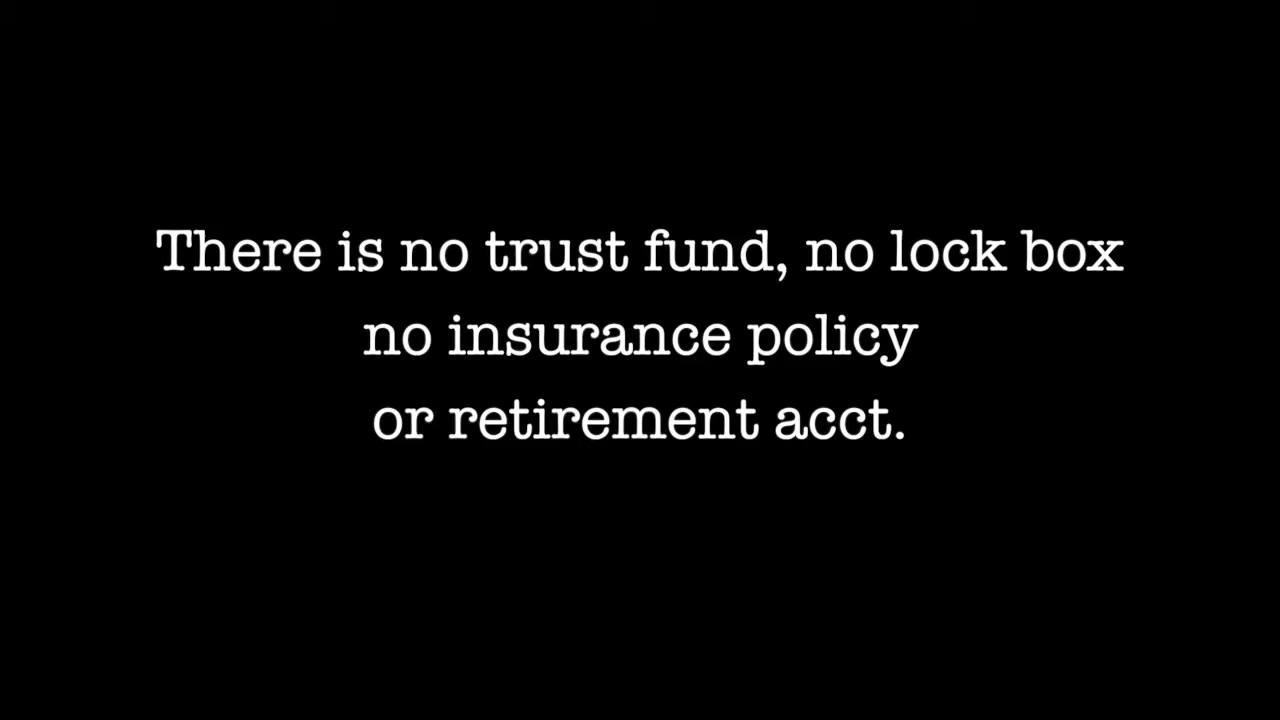 There is no trust fund, no lock box
no insurance policy
or retirement acct.